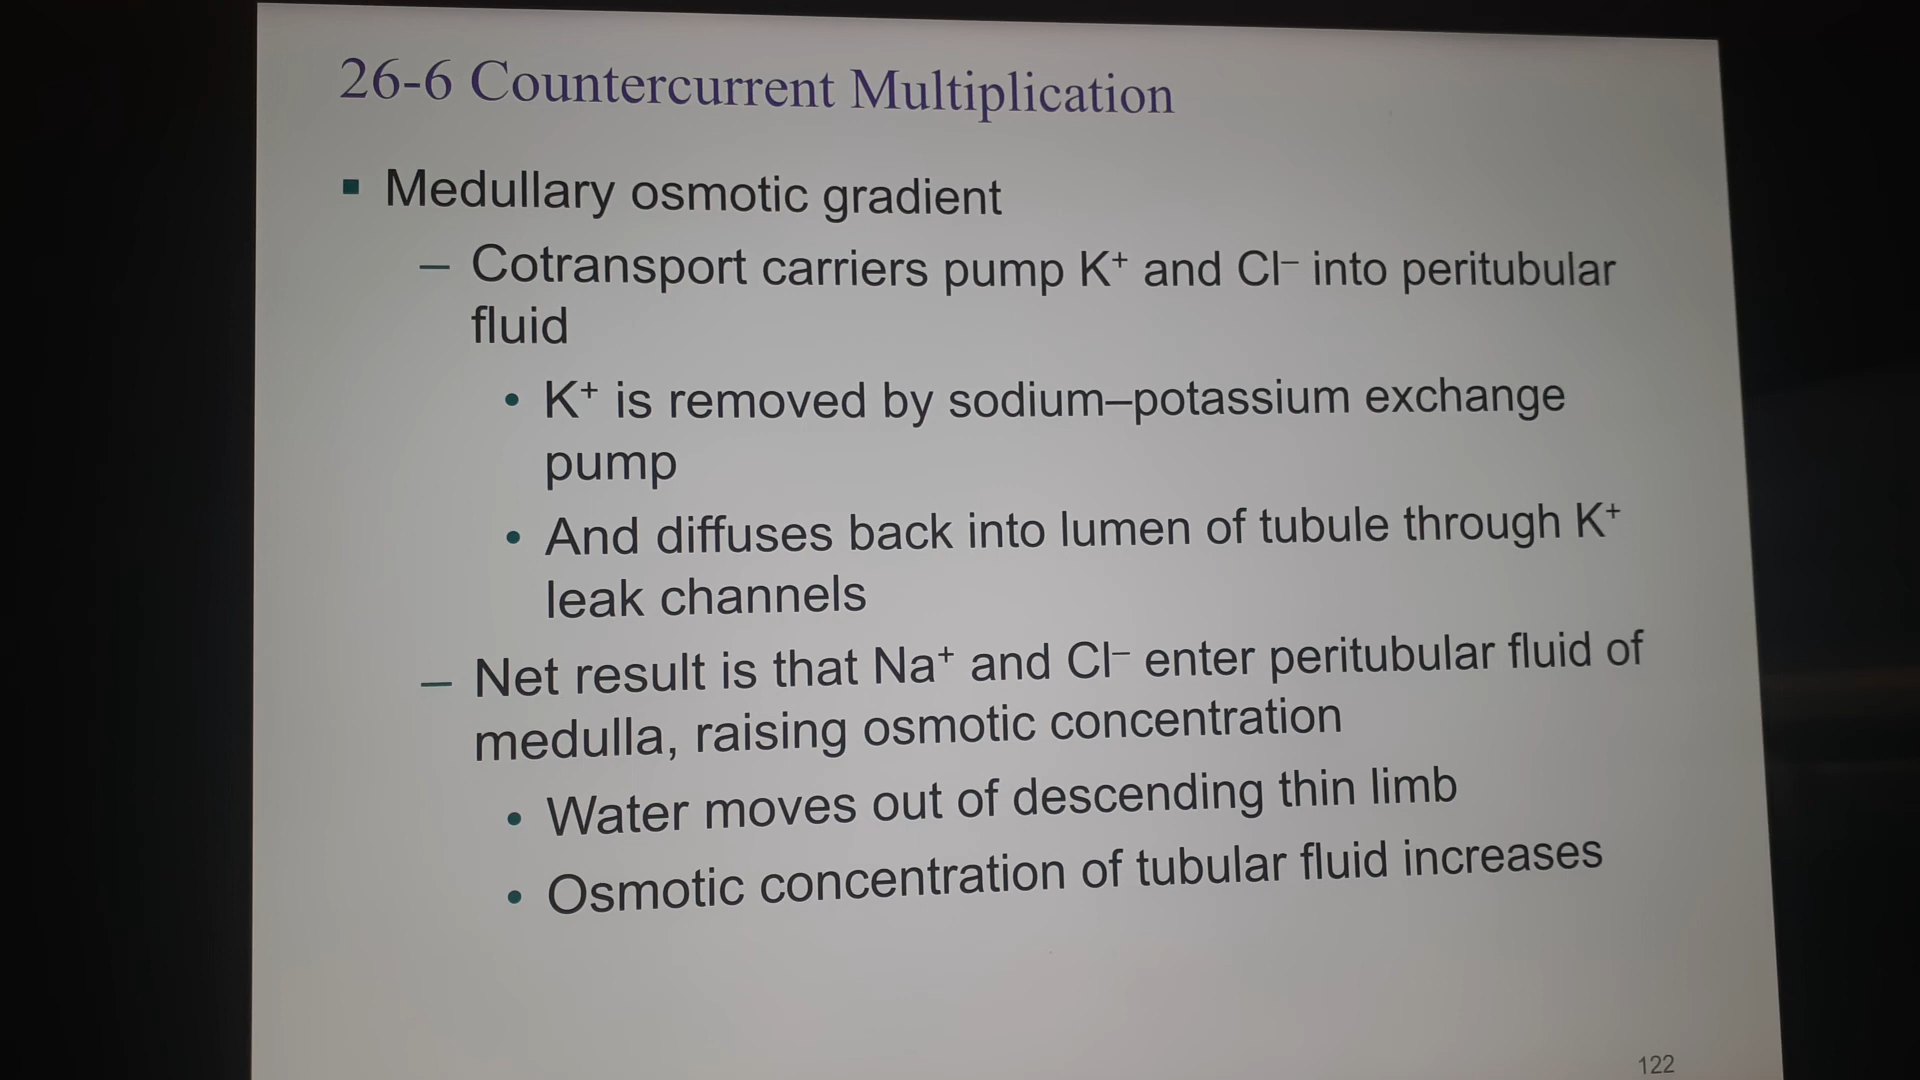 26-6 Countercurrent Multiplication
▪ Medullary osmotic gradient
– Cotransport carriers pump K⁺ and Cl⁻ into peritubular
fluid
• K⁺ is removed by sodium–potassium exchange
pump
• And diffuses back into lumen of tubule through K⁺
leak channels
– Net result is that Na⁺ and Cl⁻ enter peritubular fluid of
medulla, raising osmotic concentration
• Water moves out of descending thin limb
• Osmotic concentration of tubular fluid increases
122